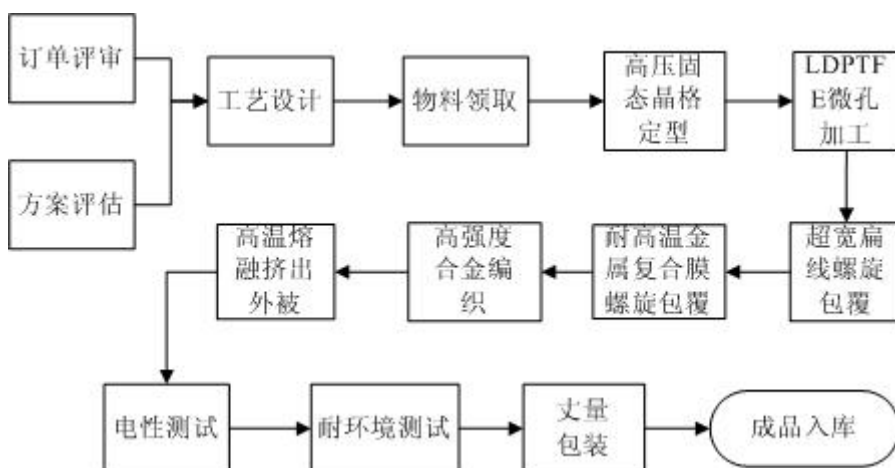 订单评审
方案评估
工艺设计
物料领取
高压固
态晶格
定型
LDPTF
E微孔
加工
超宽扁
线螺旋
包覆
耐高温金
属复合膜
螺旋包覆
高强度
合金编
织
高温熔
融挤出
外被
电性测试
耐环境测试
丈量
包装
成品入库